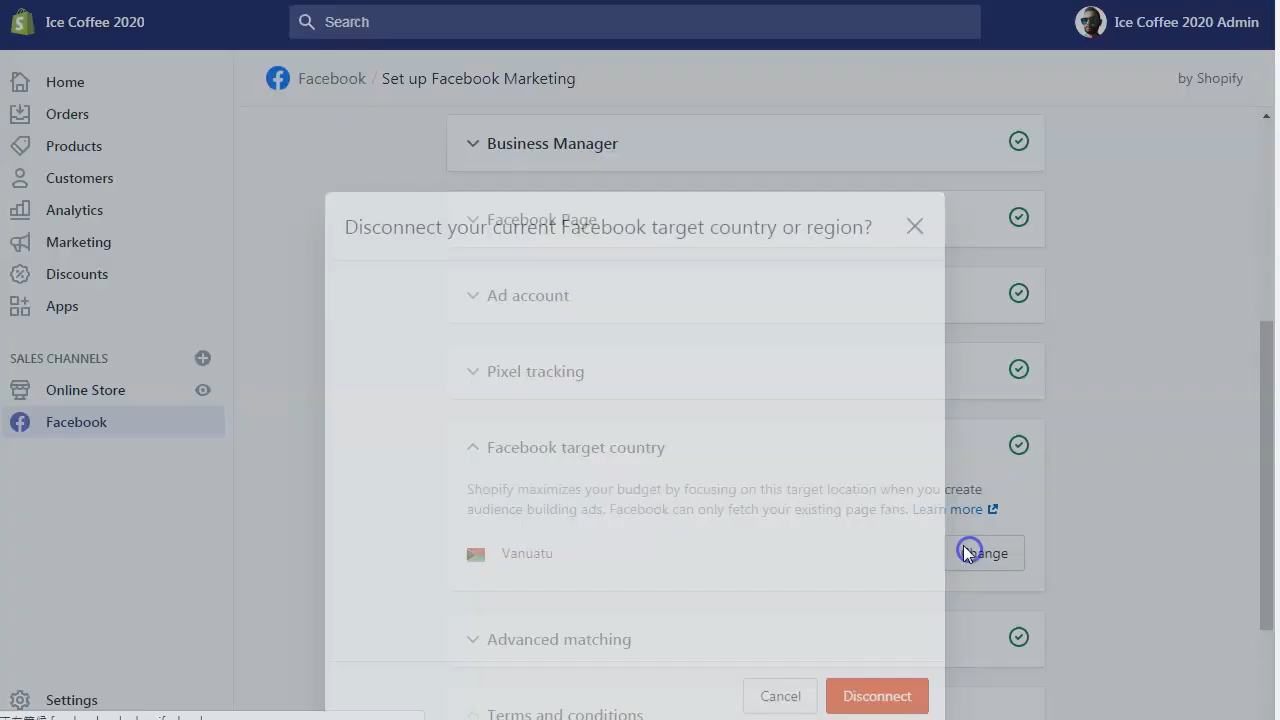 Ice Coffee 2020
Search
Ice Coffee 2020 Admin
Home
Orders
Products
Customers
Analytics
Marketing
Discounts
Apps
SALES CHANNELS
Online Store
Facebook
Settings
Facebook / Set up Facebook Marketing
by Shopify
Business Manager
Facebook Page
Disconnect your current Facebook target country or region?
Ad account
Pixel tracking
Facebook target country
Shopify maximizes your budget by focusing on this target location when you create
audience building ads. Facebook can only fetch your existing page fans. Learn more
Vanuatu
Change
Advanced matching
Cancel
Disconnect
Terms and conditions